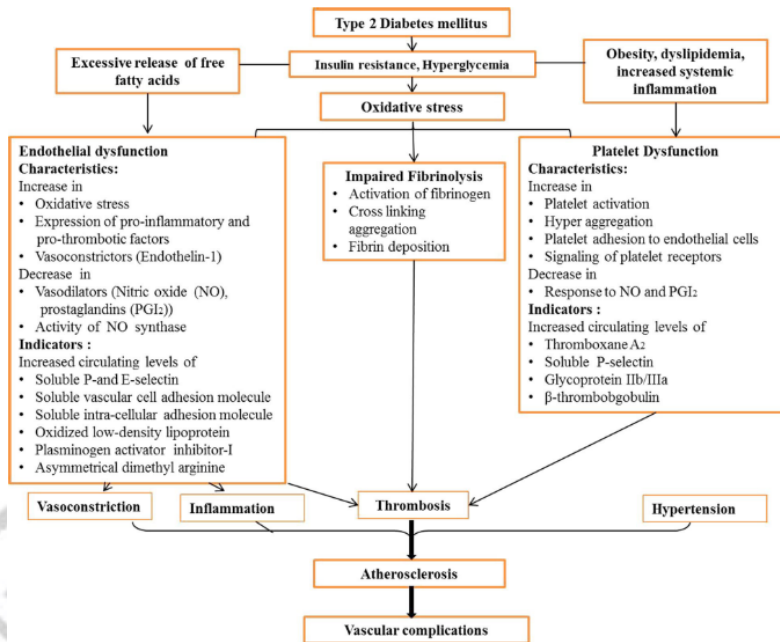 Type 2 Diabetes mellitus
Excessive release of free
fatty acids
Insulin resistance, Hyperglycemia
Obesity, dyslipidemia,
increased systemic
inflammation
Oxidative stress
Endothelial dysfunction
Characteristics:
Increase in
• Oxidative stress
• Expression of pro-inflammatory and
pro-thrombotic factors
• Vasoconstrictors (Endothelin-1)
Decrease in
• Vasodilators (Nitric oxide (NO),
prostaglandins (PGI₂))
• Activity of NO synthase
Indicators :
Increased circulating levels of
• Soluble P-and E-selectin
• Soluble vascular cell adhesion molecule
• Soluble intra-cellular adhesion molecule
• Oxidized low-density lipoprotein
• Plasminogen activator inhibitor-I
• Asymmetrical dimethyl arginine
Impaired Fibrinolysis
• Activation of fibrinogen
• Cross linking
aggregation
• Fibrin deposition
Platelet Dysfunction
Characteristics:
Increase in
• Platelet activation
• Hyper aggregation
• Platelet adhesion to endothelial cells
• Signaling of platelet receptors
Decrease in
• Response to NO and PGI₂
Indicators:
Increased circulating levels of
• Thromboxane A₂
• Soluble P-selectin
• Glycoprotein IIb/IIIa
• β-thrombobgobulin
Vasoconstriction
Inflammation
Thrombosis
Hypertension
Atherosclerosis
Vascular complications